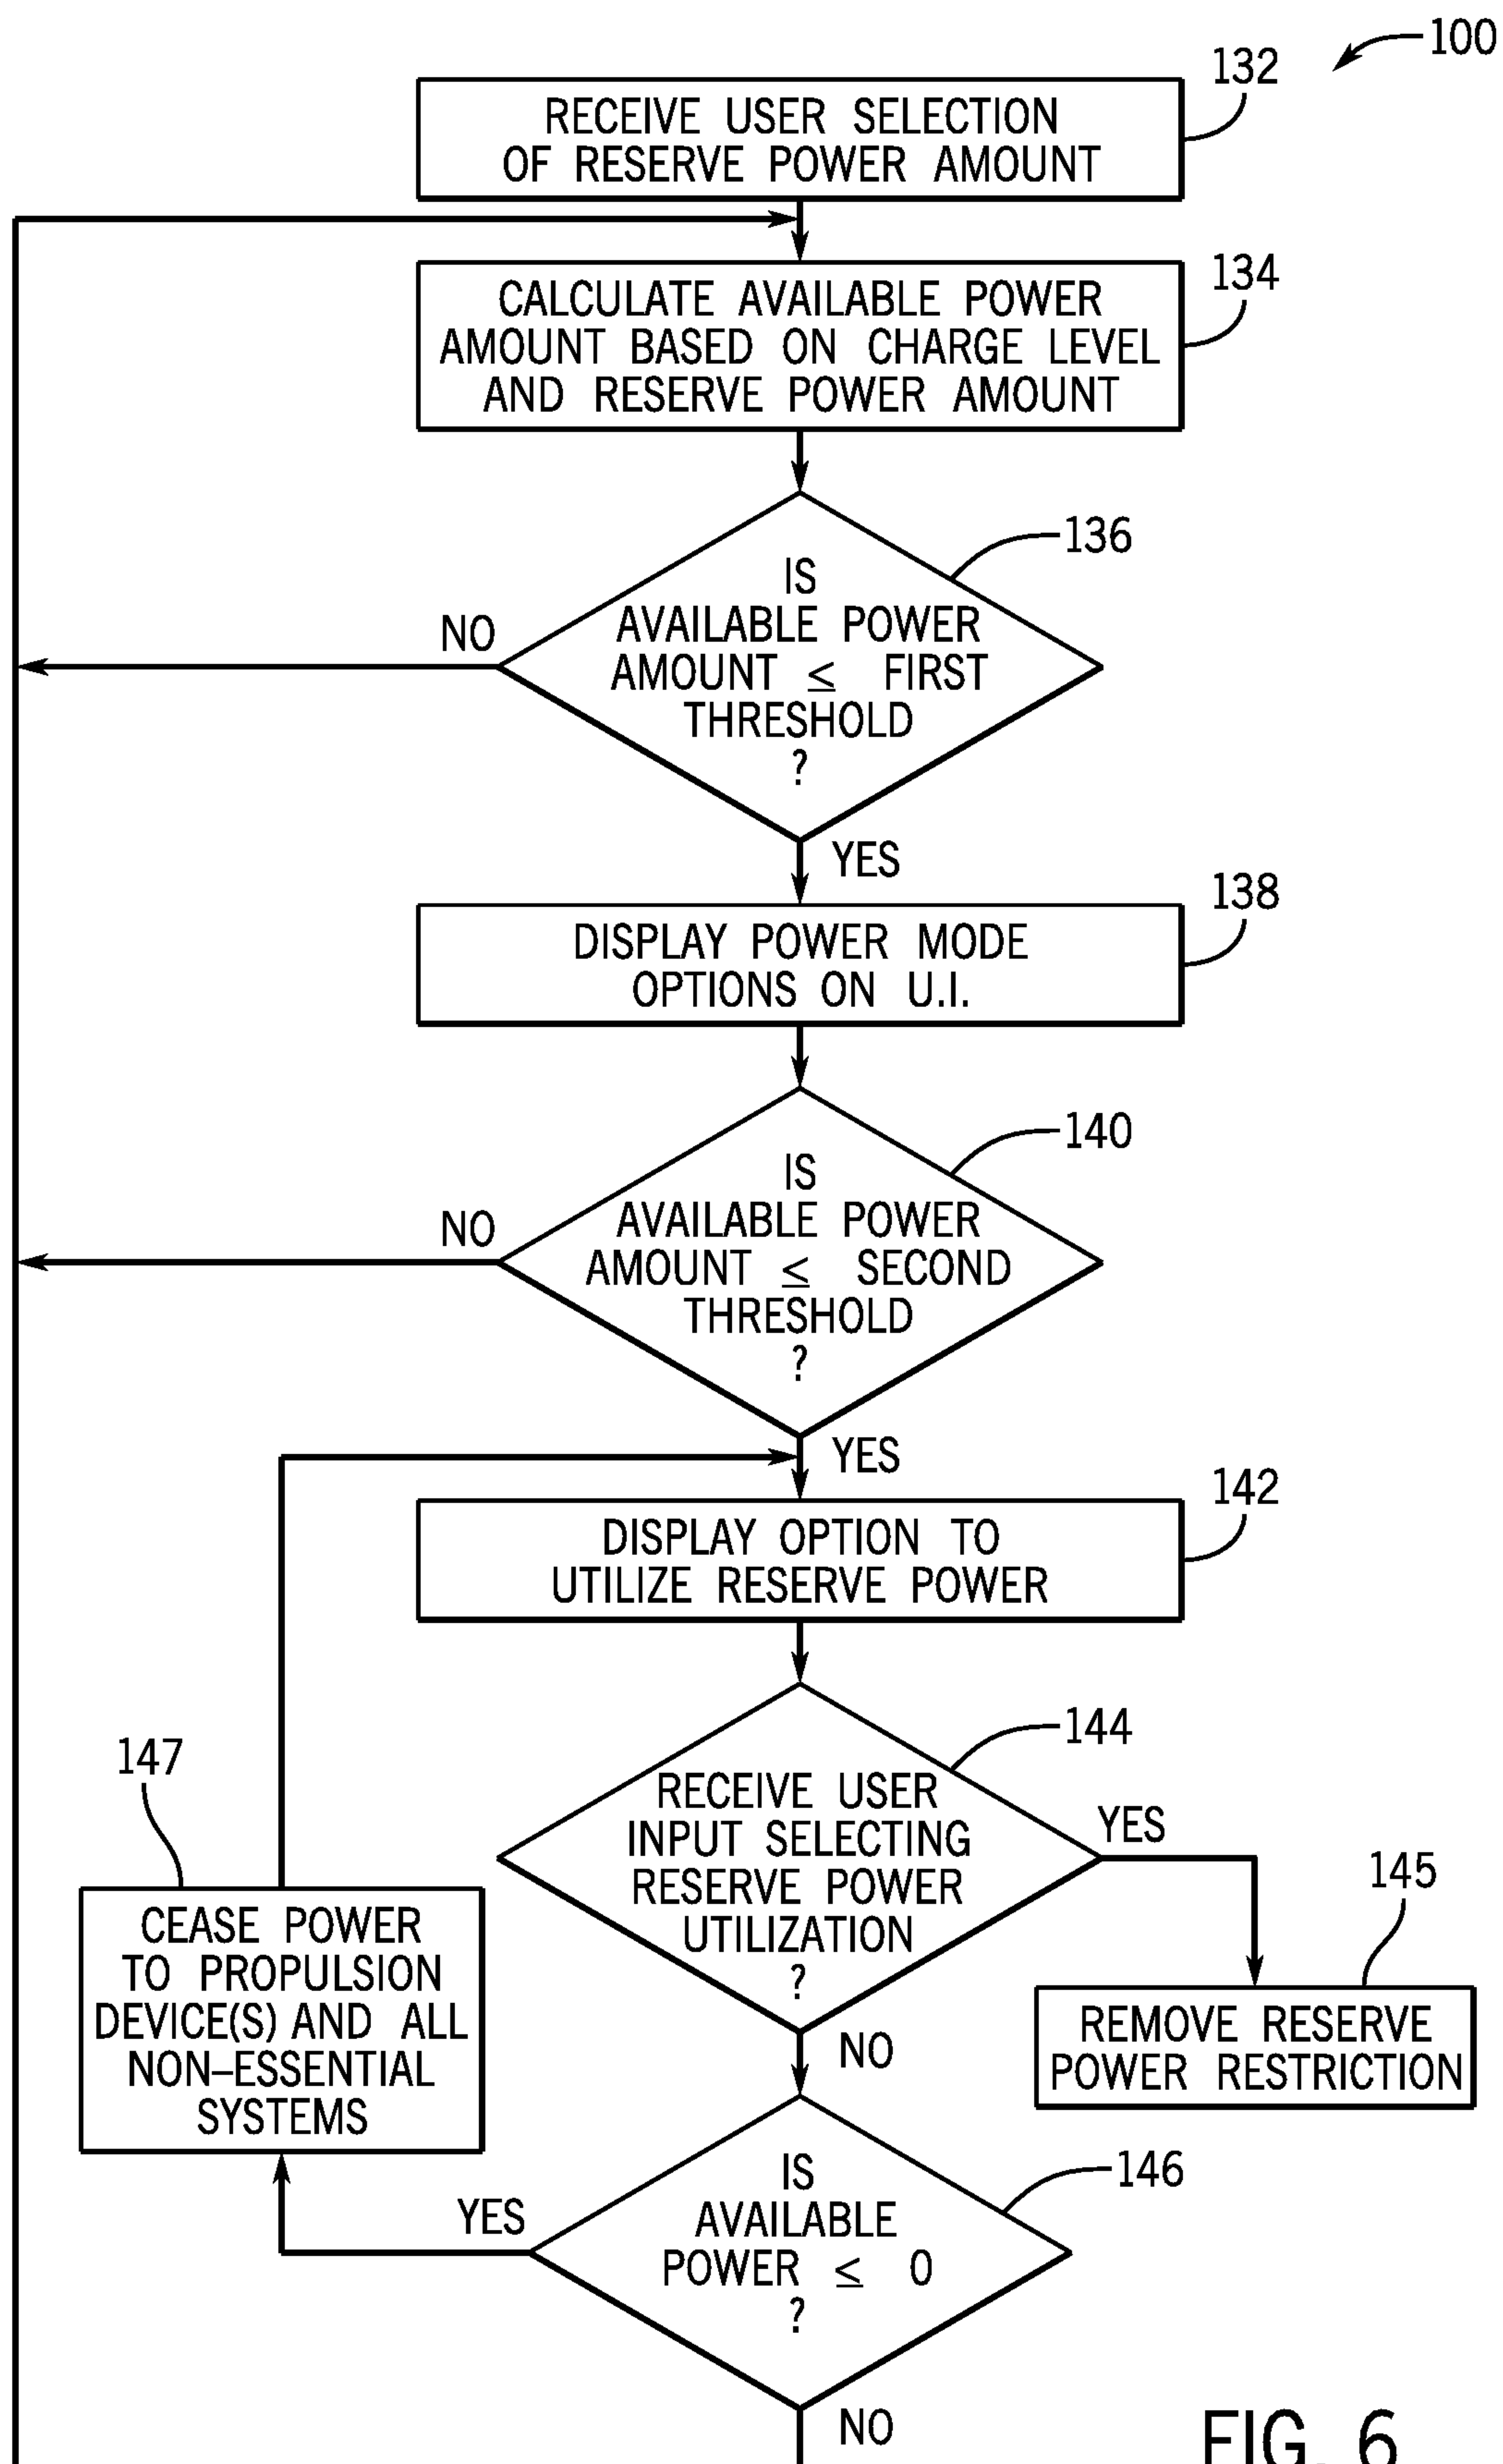 100
132
RECEIVE USER SELECTION
OF RESERVE POWER AMOUNT
134
CALCULATE AVAILABLE POWER
AMOUNT BASED ON CHARGE LEVEL
AND RESERVE POWER AMOUNT
136
IS
AVAILABLE POWER
AMOUNT ≤ FIRST
THRESHOLD
?
NO
YES
138
DISPLAY POWER MODE
OPTIONS ON U.I.
140
IS
AVAILABLE POWER
AMOUNT ≤ SECOND
THRESHOLD
?
NO
YES
142
DISPLAY OPTION TO
UTILIZE RESERVE POWER
144
RECEIVE USER
INPUT SELECTING
RESERVE POWER
UTILIZATION
?
YES
NO
145
REMOVE RESERVE
POWER RESTRICTION
147
CEASE POWER
TO PROPULSION
DEVICE(S) AND ALL
NON–ESSENTIAL
SYSTEMS
146
IS
AVAILABLE
POWER ≤ 0
?
YES
NO
FIG. 6